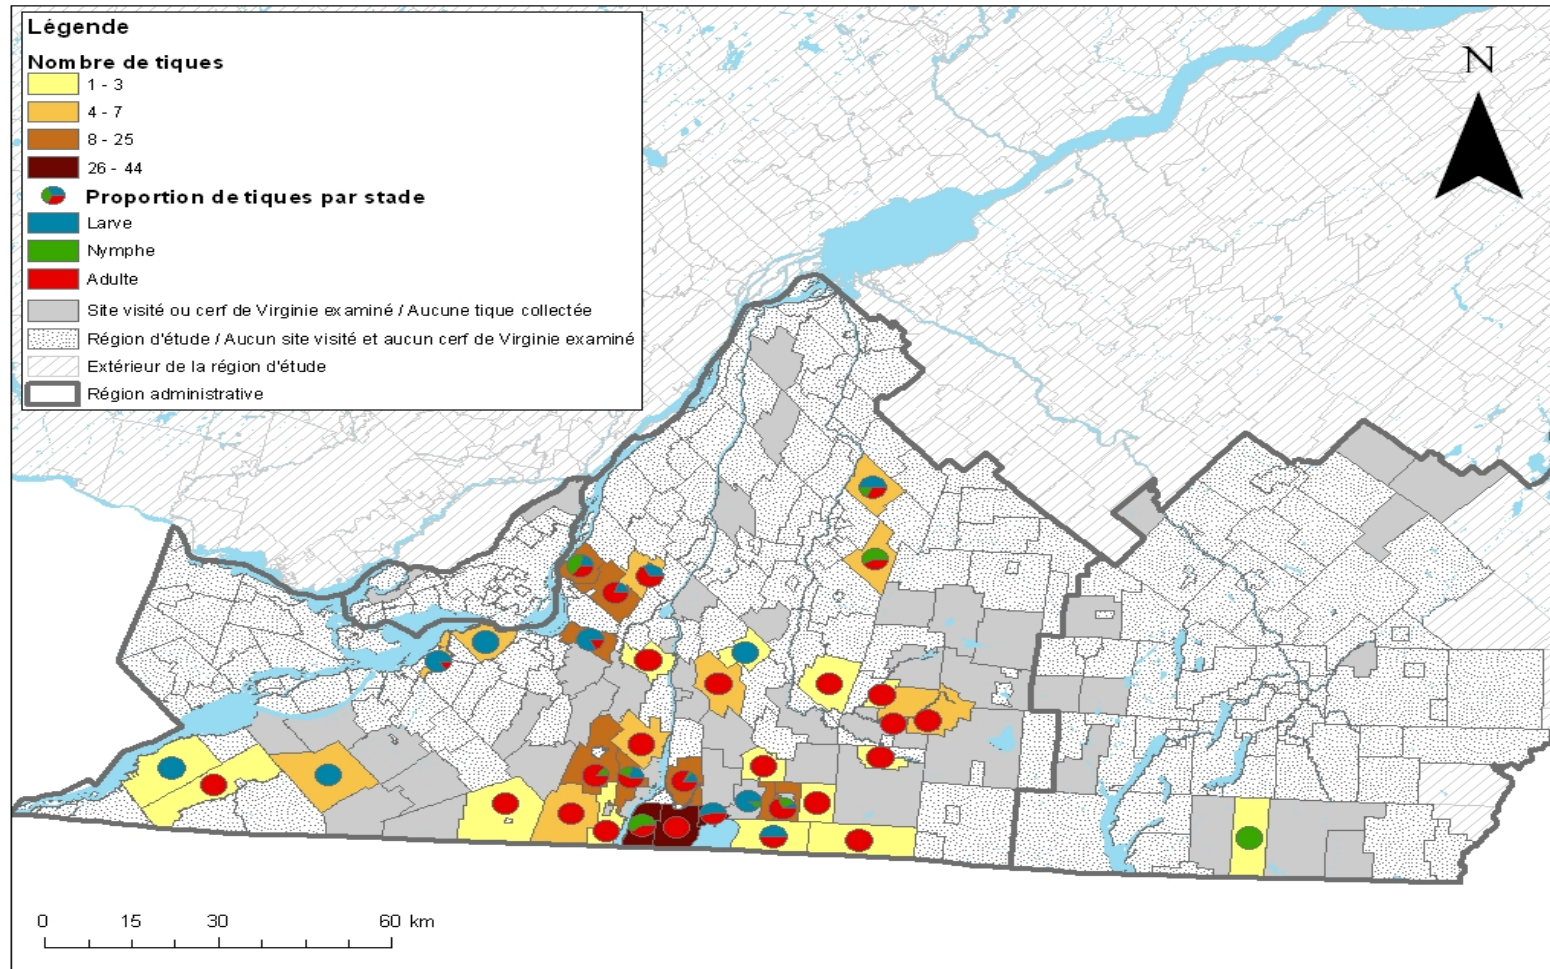 Légende
Nombre de tiques
1 - 3
4 - 7
8 - 25
26 - 44
Proportion de tiques par stade
Larve
Nymphe
Adulte
Site visité ou cerf de Virginie examiné / Aucune tique collectée
Région d'étude / Aucun site visité et aucun cerf de Virginie examiné
Extérieur de la région d'étude
Région administrative
N
0 15 30 60 km